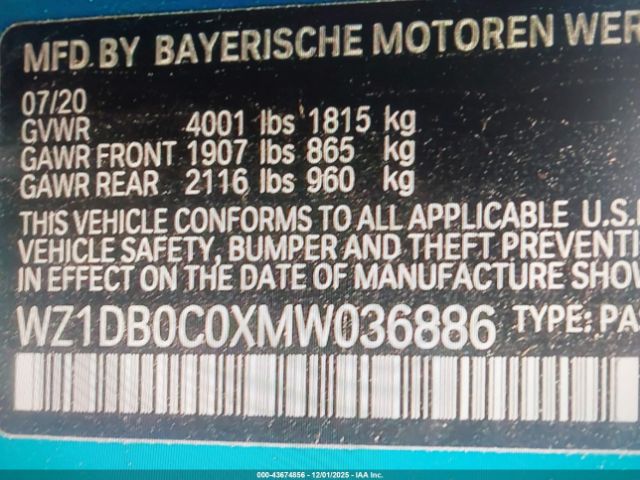 MFD BY BAYERISCHE MOTOREN WER
07/20
GVWR 4001 lbs 1815 kg
GAWR FRONT 1907 lbs 865 kg
GAWR REAR 2116 lbs 960 kg
THIS VEHICLE CONFORMS TO ALL APPLICABLE U.S.
VEHICLE SAFETY, BUMPER AND THEFT PREVENTI
IN EFFECT ON THE DATE OF MANUFACTURE SHO
WZ1DB0C0XMW036886 TYPE: PA
000-43674856 - 12/01/2025 - IAA Inc.